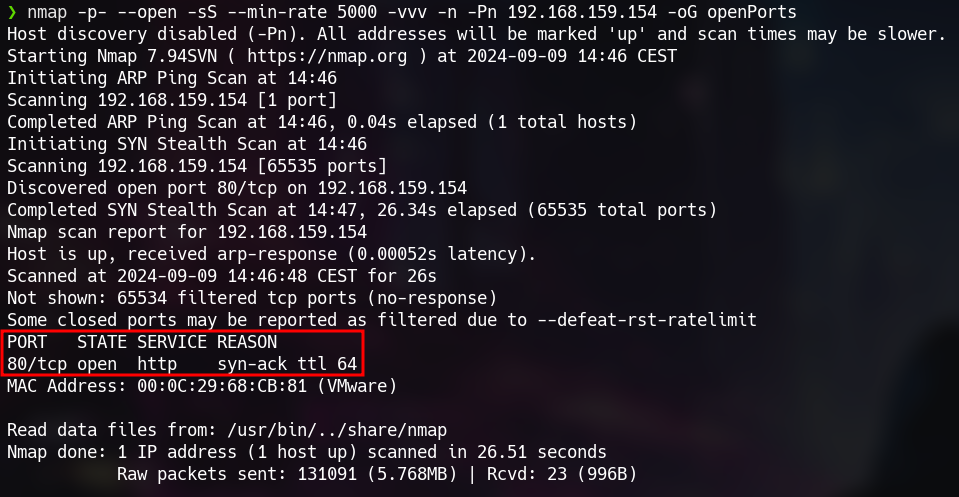 ❯ nmap -p- --open -sS --min-rate 5000 -vvv -n -Pn 192.168.159.154 -oG openPorts
Host discovery disabled (-Pn). All addresses will be marked 'up' and scan times may be slower.
Starting Nmap 7.94SVN ( https://nmap.org ) at 2024-09-09 14:46 CEST
Initiating ARP Ping Scan at 14:46
Scanning 192.168.159.154 [1 port]
Completed ARP Ping Scan at 14:46, 0.04s elapsed (1 total hosts)
Initiating SYN Stealth Scan at 14:46
Scanning 192.168.159.154 [65535 ports]
Discovered open port 80/tcp on 192.168.159.154
Completed SYN Stealth Scan at 14:47, 26.34s elapsed (65535 total ports)
Nmap scan report for 192.168.159.154
Host is up, received arp-response (0.00052s latency).
Scanned at 2024-09-09 14:46:48 CEST for 26s
Not shown: 65534 filtered tcp ports (no-response)
Some closed ports may be reported as filtered due to --defeat-rst-ratelimit
PORT   STATE SERVICE REASON
80/tcp open  http    syn-ack ttl 64
MAC Address: 00:0C:29:68:CB:81 (VMware)

Read data files from: /usr/bin/../share/nmap
Nmap done: 1 IP address (1 host up) scanned in 26.51 seconds
           Raw packets sent: 131091 (5.768MB) | Rcvd: 23 (996B)